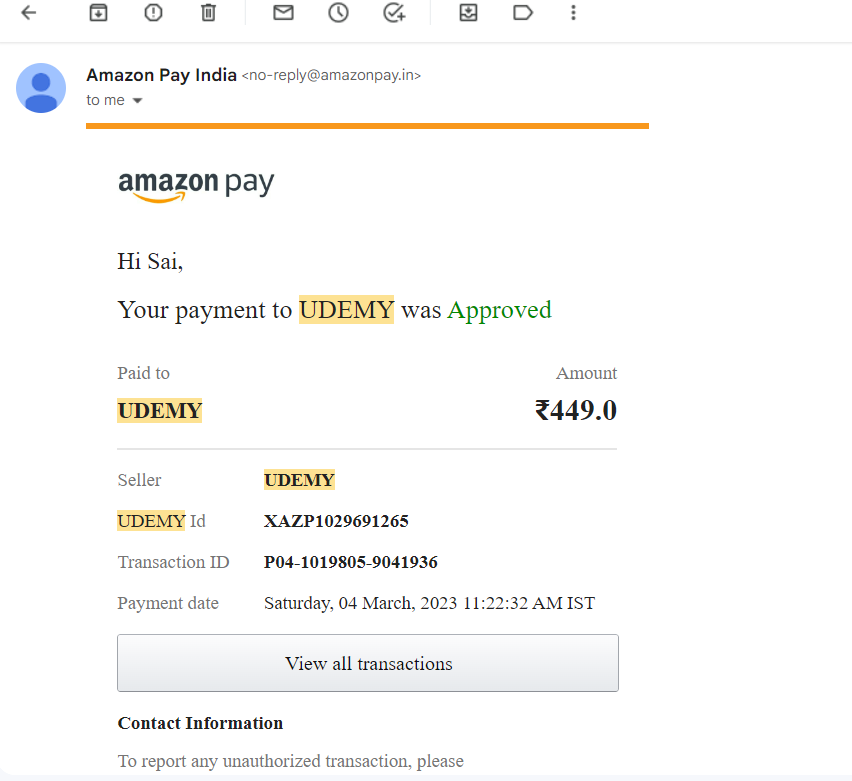 Amazon Pay India <no-reply@amazonpay.in>
to me
amazon pay
Hi Sai,
Your payment to UDEMY was Approved
Paid to Amount
UDEMY ₹449.0
Seller UDEMY
UDEMY Id XAZP1029691265
Transaction ID P04-1019805-9041936
Payment date Saturday, 04 March, 2023 11:22:32 AM IST
View all transactions
Contact Information
To report any unauthorized transaction, please